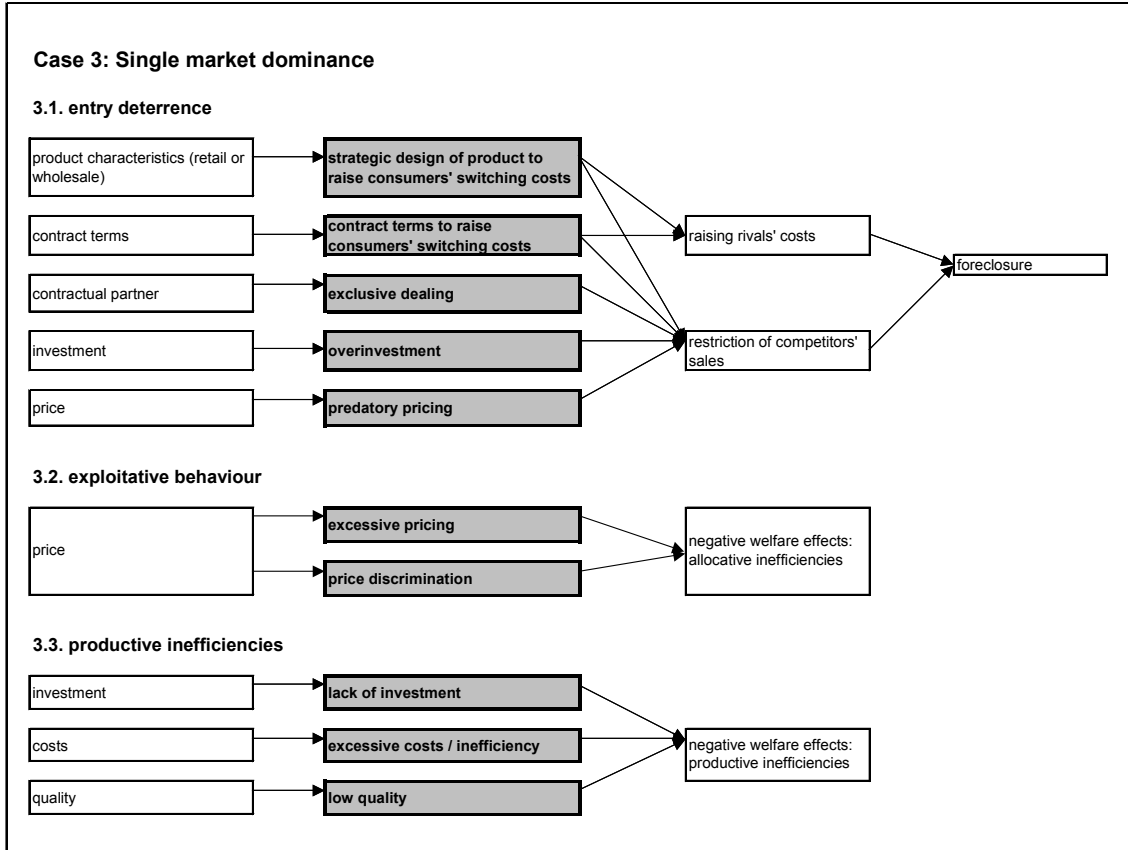 Case 3: Single market dominance
3.1. entry deterrence
product characteristics (retail or
wholesale)
strategic design of product to
raise consumers' switching costs
contract terms
contract terms to raise
consumers' switching costs
raising rivals' costs
foreclosure
contractual partner
exclusive dealing
investment
overinvestment
restriction of competitors'
sales
price
predatory pricing
3.2. exploitative behaviour
price
excessive pricing
price discrimination
negative welfare effects:
allocative inefficiencies
3.3. productive inefficiencies
investment
lack of investment
costs
excessive costs / inefficiency
negative welfare effects:
productive inefficiencies
quality
low quality